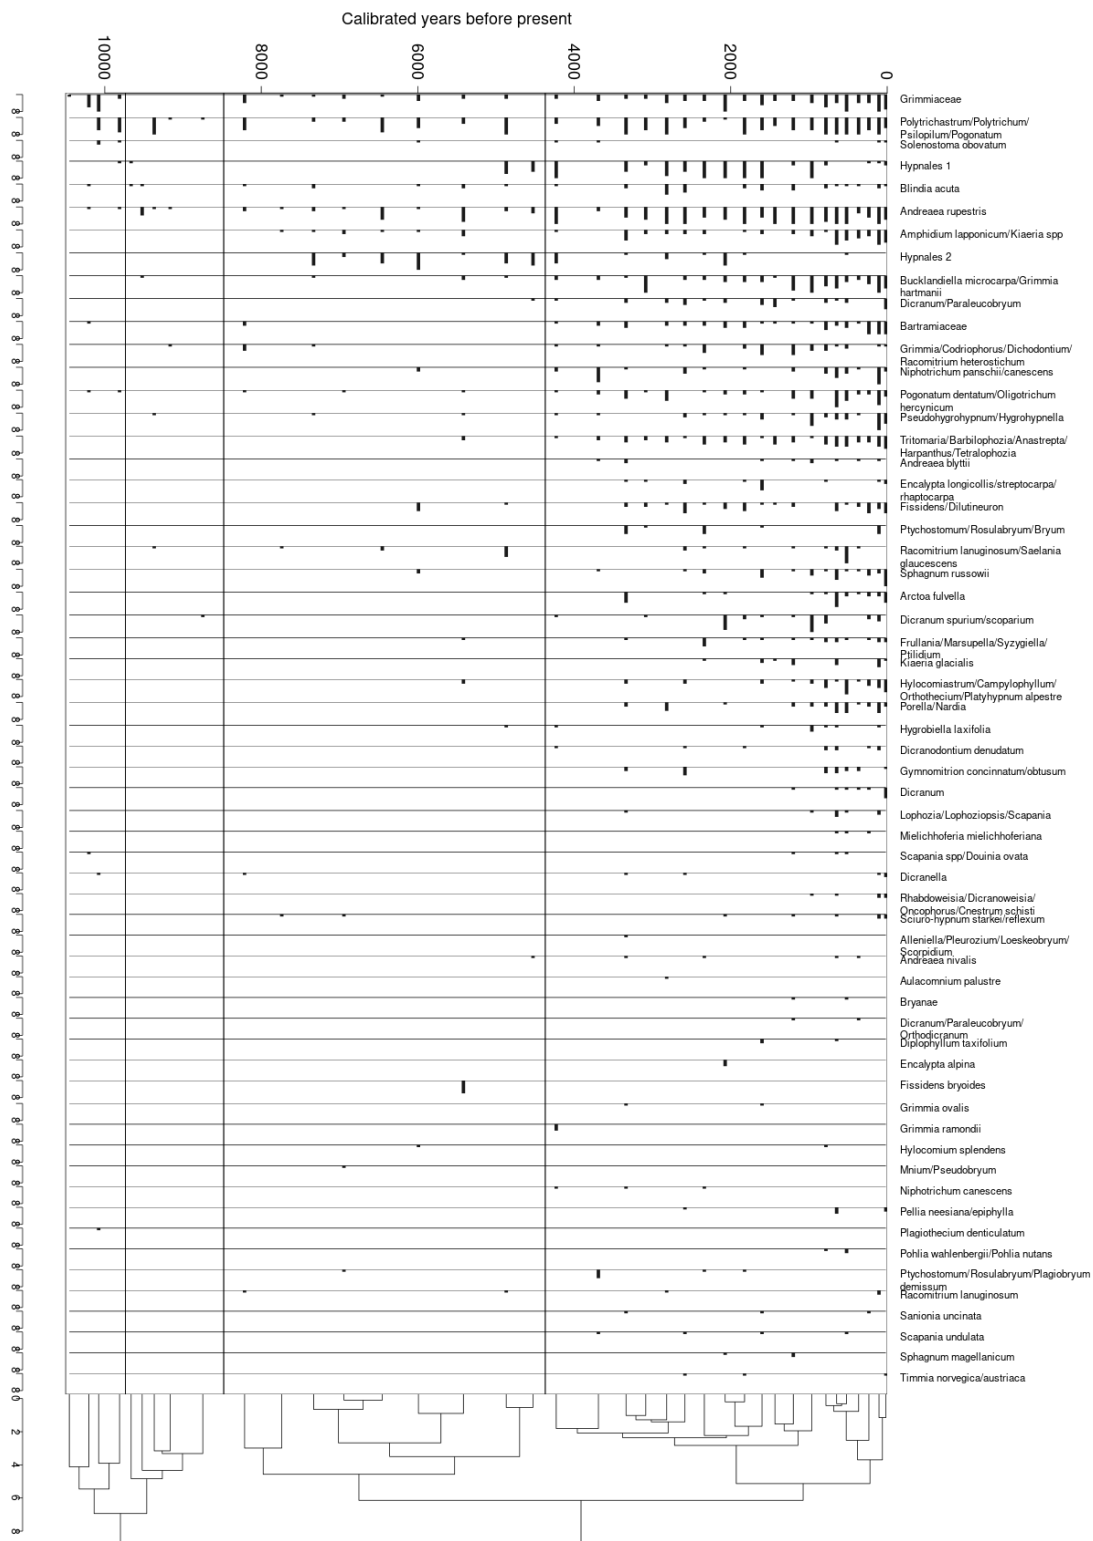 Calibrated years before present
10000
8000
6000
4000
2000
0
Grimmiaceae
Polytrichastrum/Polytrichum/
Psilopilum/Pogonatum
Solenostoma obovatum
Hypnales 1
Blindia acuta
Andreaea rupestris
Amphidium lapponicum/Kiaeria spp
Hypnales 2
Bucklandiella microcarpa/Grimmia
hartmanii
Dicranum/Paraleucobryum
Bartramiaceae
Grimmia/Codriophorus/Dichodontium/
Racomitrium heterostichum
Niphotrichum panschii/canescens
Pogonatum dentatum/Oligotrichum
hercynicum
Pseudohygrohypnum/Hygrohypnella
Tritomaria/Barbilophozia/Anastrepta/
Harpanthus/Tetralophozia
Andreaea blyttii
Encalypta longicollis/streptocarpa/
rhaptocarpa
Fissidens/Dilutineuron
Ptychostomum/Rosulabryum/Bryum
Racomitrium lanuginosum/Saelania
glaucescens
Sphagnum russowii
Arctoa fulvella
Dicranum spurium/scoparium
Frullania/Marsupella/Syzygiella/
Ptilidium
Kiaeria glacialis
Hylocomiastrum/Campylophyllum/
Orthothecium/Platyhypnum alpestre
Porella/Nardia
Hygrobiella laxifolia
Dicranodontium denudatum
Gymnomitrion concinnatum/obtusum
Dicranum
Lophozia/Lophoziopsis/Scapania
Mielichhoferia mielichhoferiana
Scapania spp/Douinia ovata
Dicranella
Rhabdoweisia/Dicranoweisia/
Oncophorus/Cnestrum schisti
Sciuro-hypnum starkei/reflexum
Alleniella/Pleurozium/Loeskeobryum/
Scorpidium
Andreaea nivalis
Aulacomnium palustre
Bryanae
Dicranum/Paraleucobryum/
Orthodicranum
Diplophyllum taxifolium
Encalypta alpina
Fissidens bryoides
Grimmia ovalis
Grimmia ramondii
Hylocomium splendens
Mnium/Pseudobryum
Niphotrichum canescens
Pellia neesiana/epiphylla
Plagiothecium denticulatum
Pohlia wahlenbergii/Pohlia nutans
Ptychostomum/Rosulabryum/Plagiobryum
demissum
Racomitrium lanuginosum
Sanionia uncinata
Scapania undulata
Sphagnum magellanicum
Timmia norvegica/austriaca
2
4
6
8